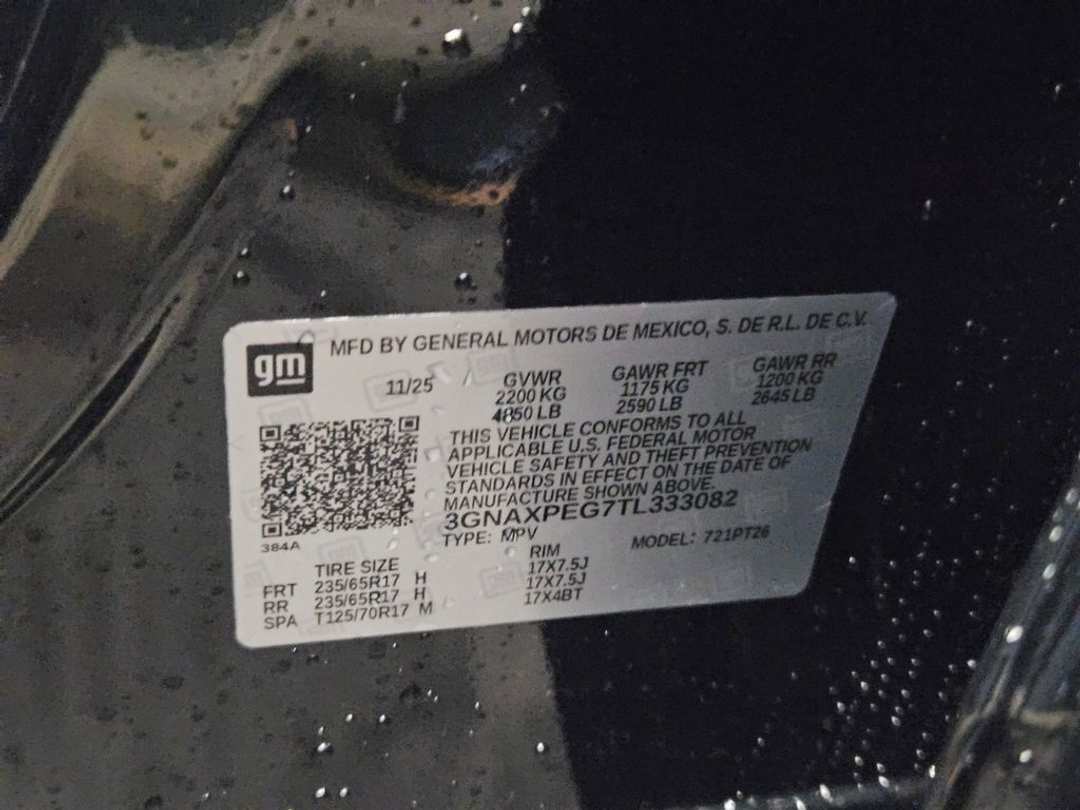 gm
MFD BY GENERAL MOTORS DE MEXICO, S. DE R.L. DE C.V.
11/25
GVWR GAWR FRT GAWR RR
2200 KG 1175 KG 1200 KG
4850 LB 2590 LB 2645 LB
THIS VEHICLE CONFORMS TO ALL
APPLICABLE U.S. FEDERAL MOTOR
VEHICLE SAFETY AND THEFT PREVENTION
STANDARDS IN EFFECT ON THE DATE OF
MANUFACTURE SHOWN ABOVE.
3GNAXPEG7TL333082
TYPE: MPV MODEL: 721PT26
384A
TIRE SIZE RIM
FRT 235/65R17 H 17X7.5J
RR 235/65R17 H 17X7.5J
SPA T125/70R17 M 17X4BT